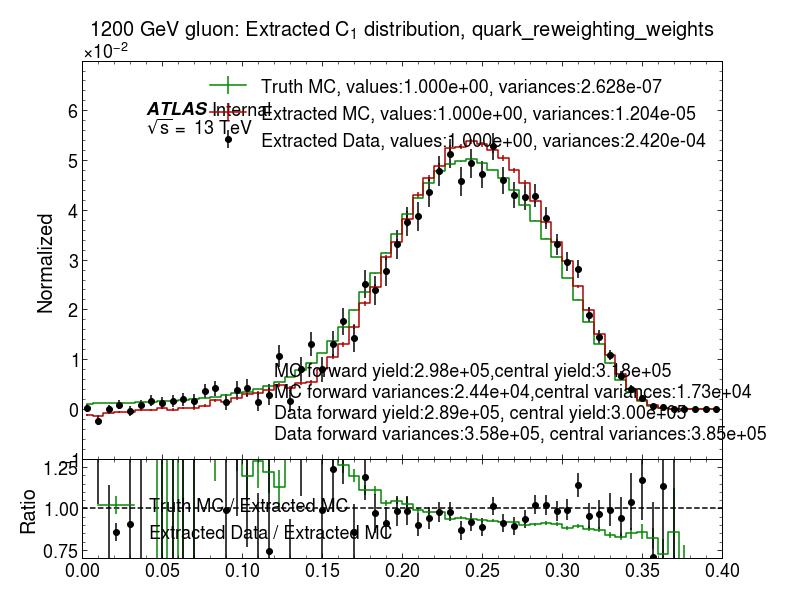 1200 GeV gluon: Extracted C1 distribution, quark_reweighting_weights
×10−2
Truth MC, values:1.000e+00, variances:2.628e-07
ATLAS Internal
Extracted MC, values:1.000e+00, variances:1.204e-05
√s = 13 TeV
Extracted Data, values:1.000e+00, variances:2.420e-04
6
5
4
3
2
1
0
Normalized
MC forward yield:2.98e+05,central yield:3.18e+05
MC forward variances:2.44e+04,central variances:1.73e+04
Data forward yield:2.89e+05, central yield:3.00e+05
Data forward variances:3.58e+05, central variances:3.85e+05
1.25
1.00
0.75
Ratio
Truth MC / Extracted MC
Extracted Data / Extracted MC
0.00 0.05 0.10 0.15 0.20 0.25 0.30 0.35 0.40